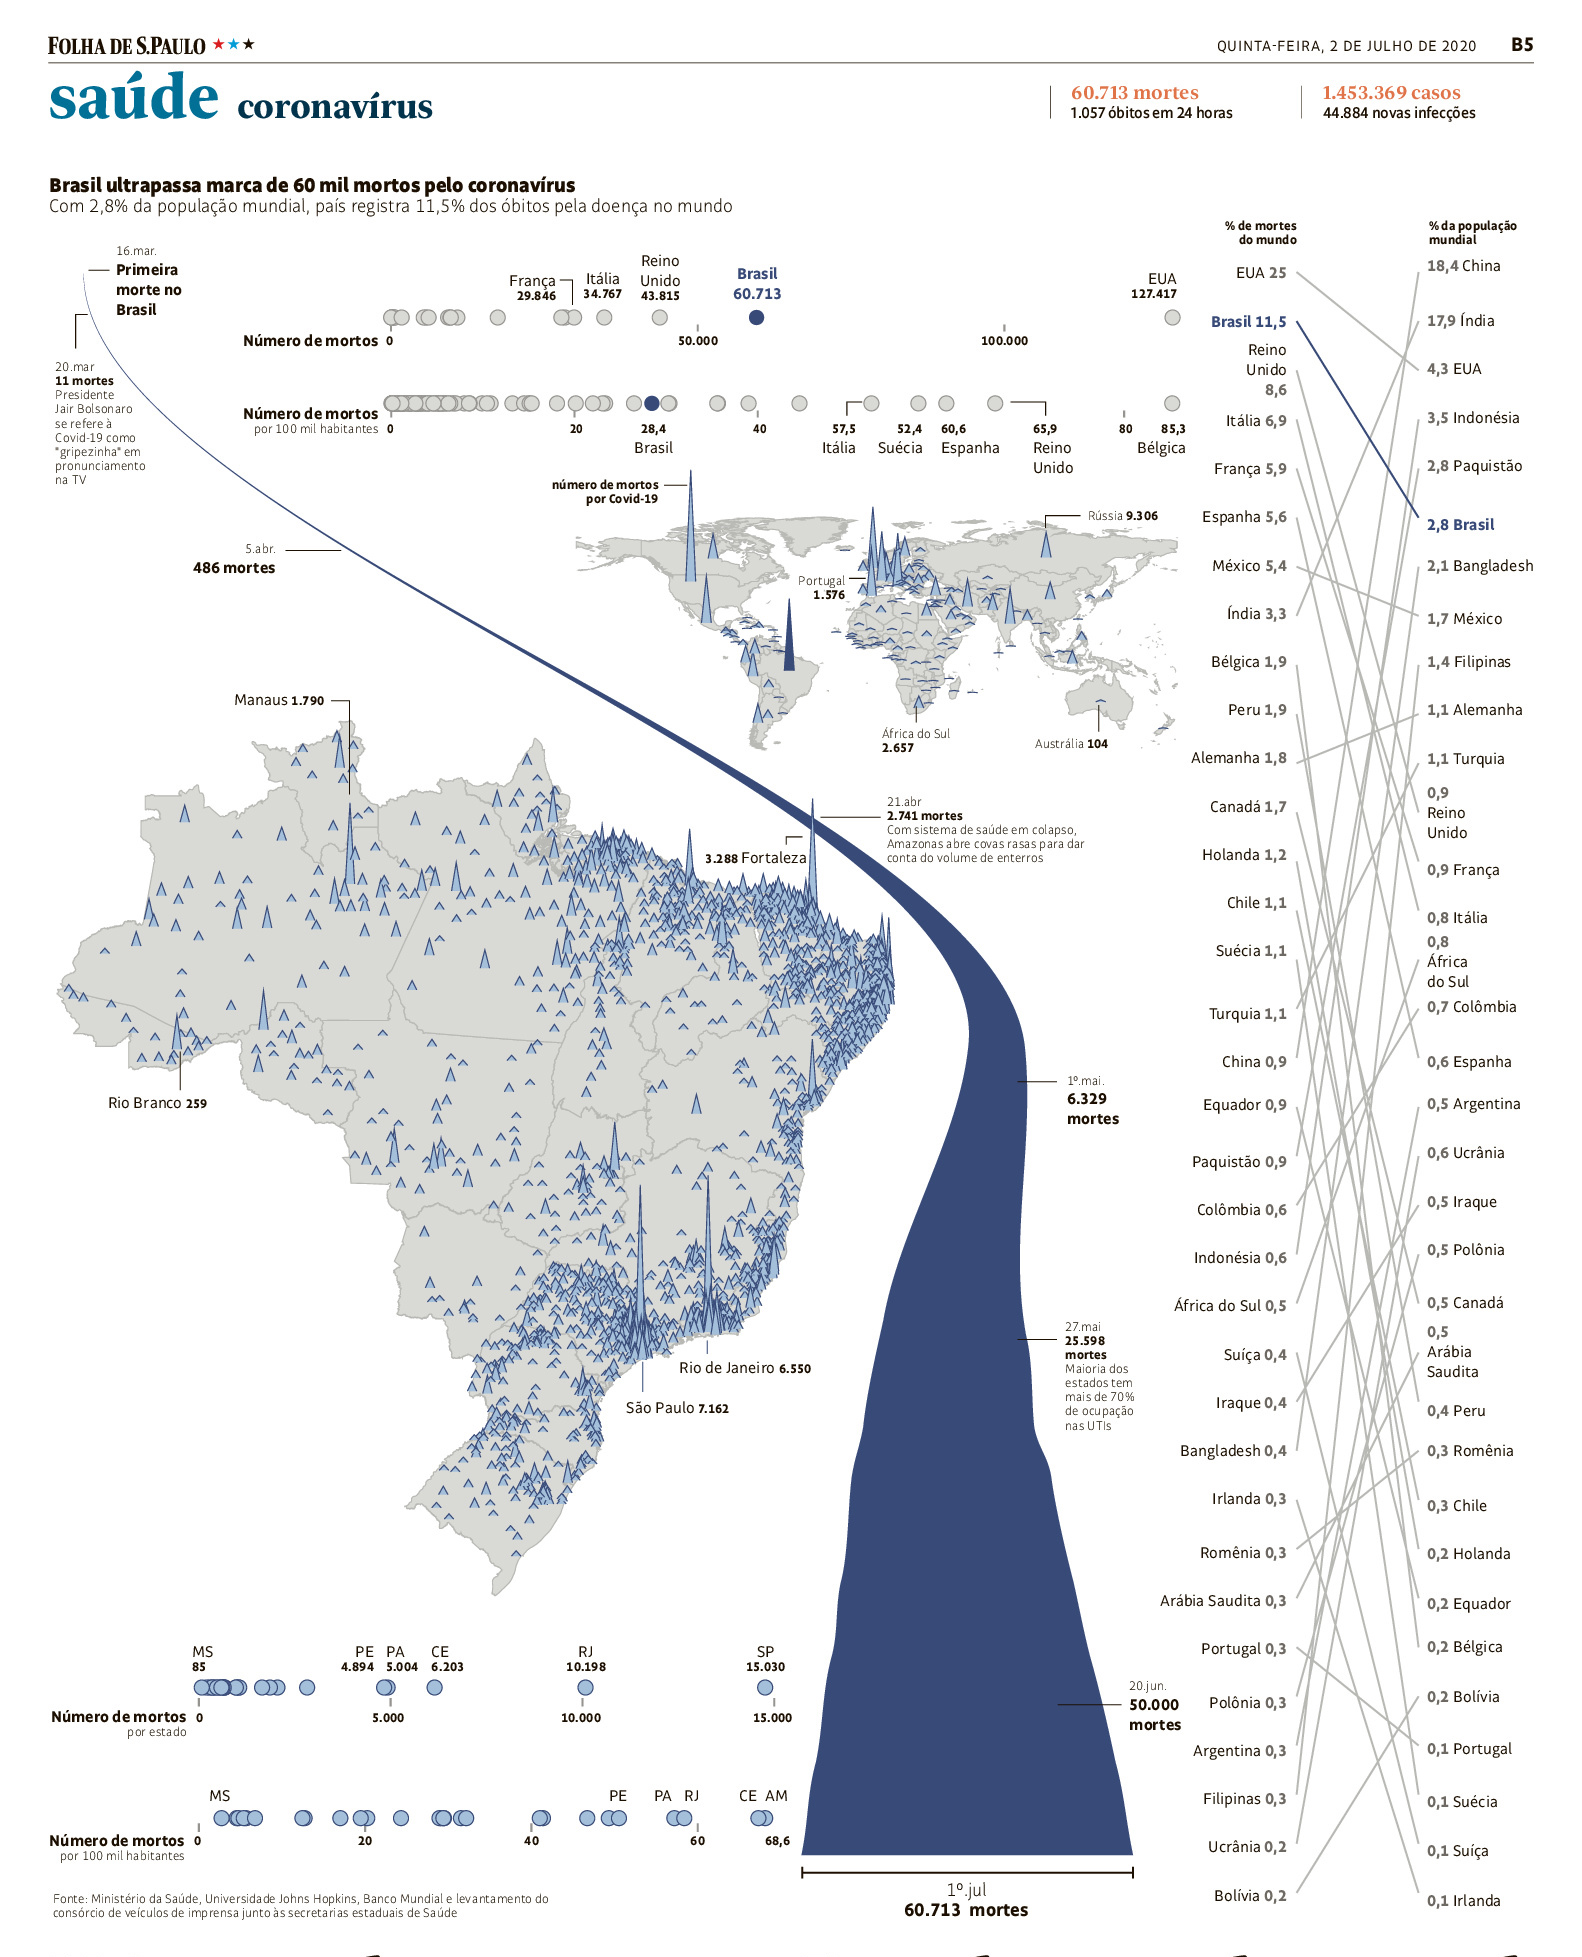 FOLHA DE S.PAULO
QUINTA-FEIRA, 2 DE JULHO DE 2020 B5
saúde coronavírus
60.713 mortes
1.057 óbitos em 24 horas
1.453.369 casos
44.884 novas infecções
Brasil ultrapassa marca de 60 mil mortos pelo coronavírus
Com 2,8% da população mundial, país registra 11,5% dos óbitos pela doença no mundo
16.mar.
Primeira
morte no
Brasil
20.mar
11 mortes
Presidente
Jair Bolsonaro
se refere à
Covid-19 como
"gripezinha" em
pronunciamento
na TV
França
29.846
Itália
34.767
Reino
Unido
43.815
Brasil
60.713
EUA
127.417
Número de mortos 0 50.000 100.000
Número de mortos
por 100 mil habitantes
0 20 28,4 40 57,5 52,4 60,6 65,9 80 85,3
Brasil Itália Suécia Espanha Reino
Unido
Bélgica
número de mortos
por Covid-19
Rússia 9.306
Portugal
1.576
África do Sul
2.657
Austrália 104
5.abr.
486 mortes
Manaus 1.790
3.288 Fortaleza
21.abr
2.741 mortes
Com sistema de saúde em colapso,
Amazonas abre covas rasas para dar
conta do volume de enterros
Rio Branco 259
1º.mai.
6.329
mortes
27.mai
25.598
mortes
Maioria dos
estados tem
mais de 70%
de ocupação
nas UTIs
Rio de Janeiro 6.550
São Paulo 7.162
20.jun.
50.000
mortes
1º.jul
60.713 mortes
MS
85
PE
4.894
PA
5.004
CE
6.203
RJ
10.198
SP
15.030
Número de mortos
por estado
0 5.000 10.000 15.000
MS PE PA RJ CE AM
Número de mortos
por 100 mil habitantes
0 20 40 60 68,6
Fonte: Ministério da Saúde, Universidade Johns Hopkins, Banco Mundial e levantamento do
consórcio de veículos de imprensa junto às secretarias estaduais de Saúde
% de mortes
do mundo
EUA 25
Brasil 11,5
Reino
Unido
8,6
Itália 6,9
França 5,9
Espanha 5,6
México 5,4
Índia 3,3
Bélgica 1,9
Peru 1,9
Alemanha 1,8
Canadá 1,7
Holanda 1,2
Chile 1,1
Suécia 1,1
Turquia 1,1
China 0,9
Equador 0,9
Paquistão 0,9
Colômbia 0,6
Indonésia 0,6
África do Sul 0,5
Suíça 0,4
Iraque 0,4
Bangladesh 0,4
Irlanda 0,3
Romênia 0,3
Arábia Saudita 0,3
Portugal 0,3
Polônia 0,3
Argentina 0,3
Filipinas 0,3
Ucrânia 0,2
Bolívia 0,2
% da população
mundial
18,4 China
17,9 Índia
4,3 EUA
3,5 Indonésia
2,8 Paquistão
2,8 Brasil
2,1 Bangladesh
1,7 México
1,4 Filipinas
1,1 Alemanha
1,1 Turquia
0,9
Reino
Unido
0,9 França
0,8 Itália
0,8
África
do Sul
0,7 Colômbia
0,6 Espanha
0,5 Argentina
0,6 Ucrânia
0,5 Iraque
0,5 Polônia
0,5 Canadá
0,5
Arábia
Saudita
0,4 Peru
0,3 Romênia
0,3 Chile
0,2 Holanda
0,2 Equador
0,2 Bélgica
0,2 Bolívia
0,1 Portugal
0,1 Suécia
0,1 Suíça
0,1 Irlanda